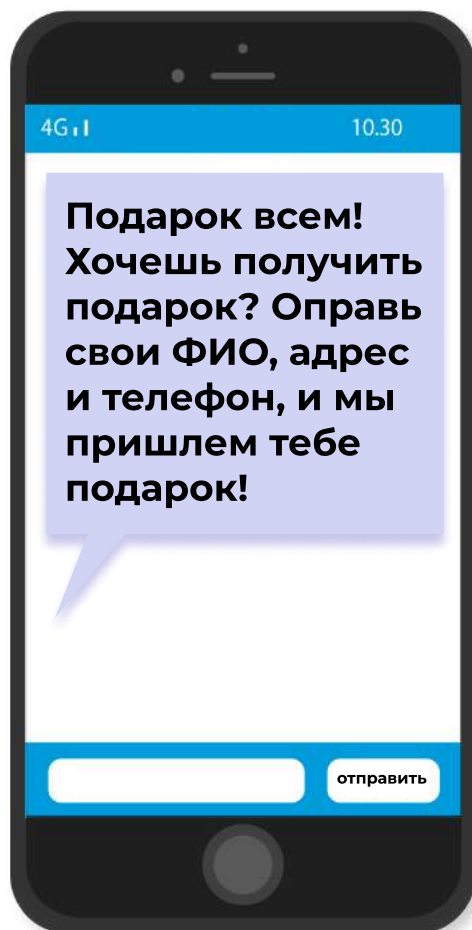 4G
10.30
Подарок всем!
Хочешь получить
подарок? Оправь
свои ФИО, адрес
и телефон, и мы
пришлем тебе
подарок!
отправить